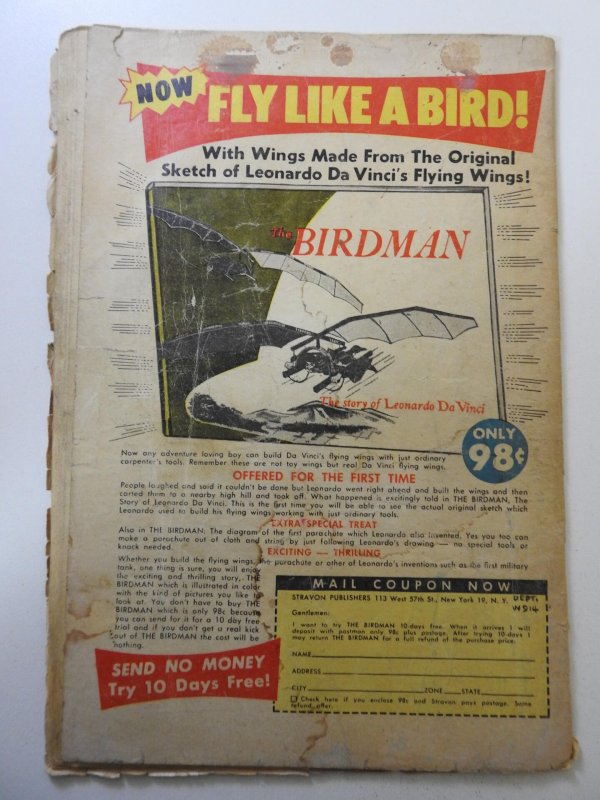 NOW
FLY LIKE A BIRD!
With Wings Made From The Original
Sketch of Leonardo Da Vinci's Flying Wings!
The BIRDMAN
The story of Leonardo Da Vinci
ONLY
98¢
Now any adventure loving boy can build Da Vinci's flying wings with just ordinary
carpenter's tools. Remember these are not toy wings but real Da Vinci flying wings.
OFFERED FOR THE FIRST TIME
People laughed and said it couldn't be done but Leonardo went right ahead and built the wings and then
carted them to a nearby high hill and took off. What happened is excitingly told in THE BIRDMAN, The
Story of Leonardo Da Vinci. This is the first time you will be able to see the actual original sketch which
Leonardo used to build his flying wings working with just ordinary tools.
EXTRA SPECIAL TREAT
Also in THE BIRDMAN: The diagram of the first parachute which Leonardo also invented. Yes you too can
make a parachute out of cloth and string by just following Leonardo's drawing — no special tools or
knack needed.
EXCITING — THRILLING
Whether you build the flying wings, the parachute or other of Leonardo's inventions such as the first military
tank, one thing is sure, you will enjoy
the exciting and thrilling story. THE
BIRDMAN which is illustrated in color
with the kind of pictures you like to
look at. You don't have to buy THE
BIRDMAN which is only 98c because
you can send for it for a 10 day free
trial and if you don't get a real kick
out of THE BIRDMAN the cost will be
nothing.
SEND NO MONEY
Try 10 Days Free!
MAIL COUPON NOW
STRAVON PUBLISHERS 113 West 57th St., New York 19, N. Y. DEPT.
W914
Gentlemen:
I want to try THE BIRDMAN 10-days free. When it arrives I will
deposit with postman only 98c plus postage. After trying 10 days I
may return THE BIRDMAN for a full refund of the purchase price.
NAME
ADDRESS
CITY ZONE STATE
Check here if you enclose 98c and Stravon pays postage. Same
refund offer.